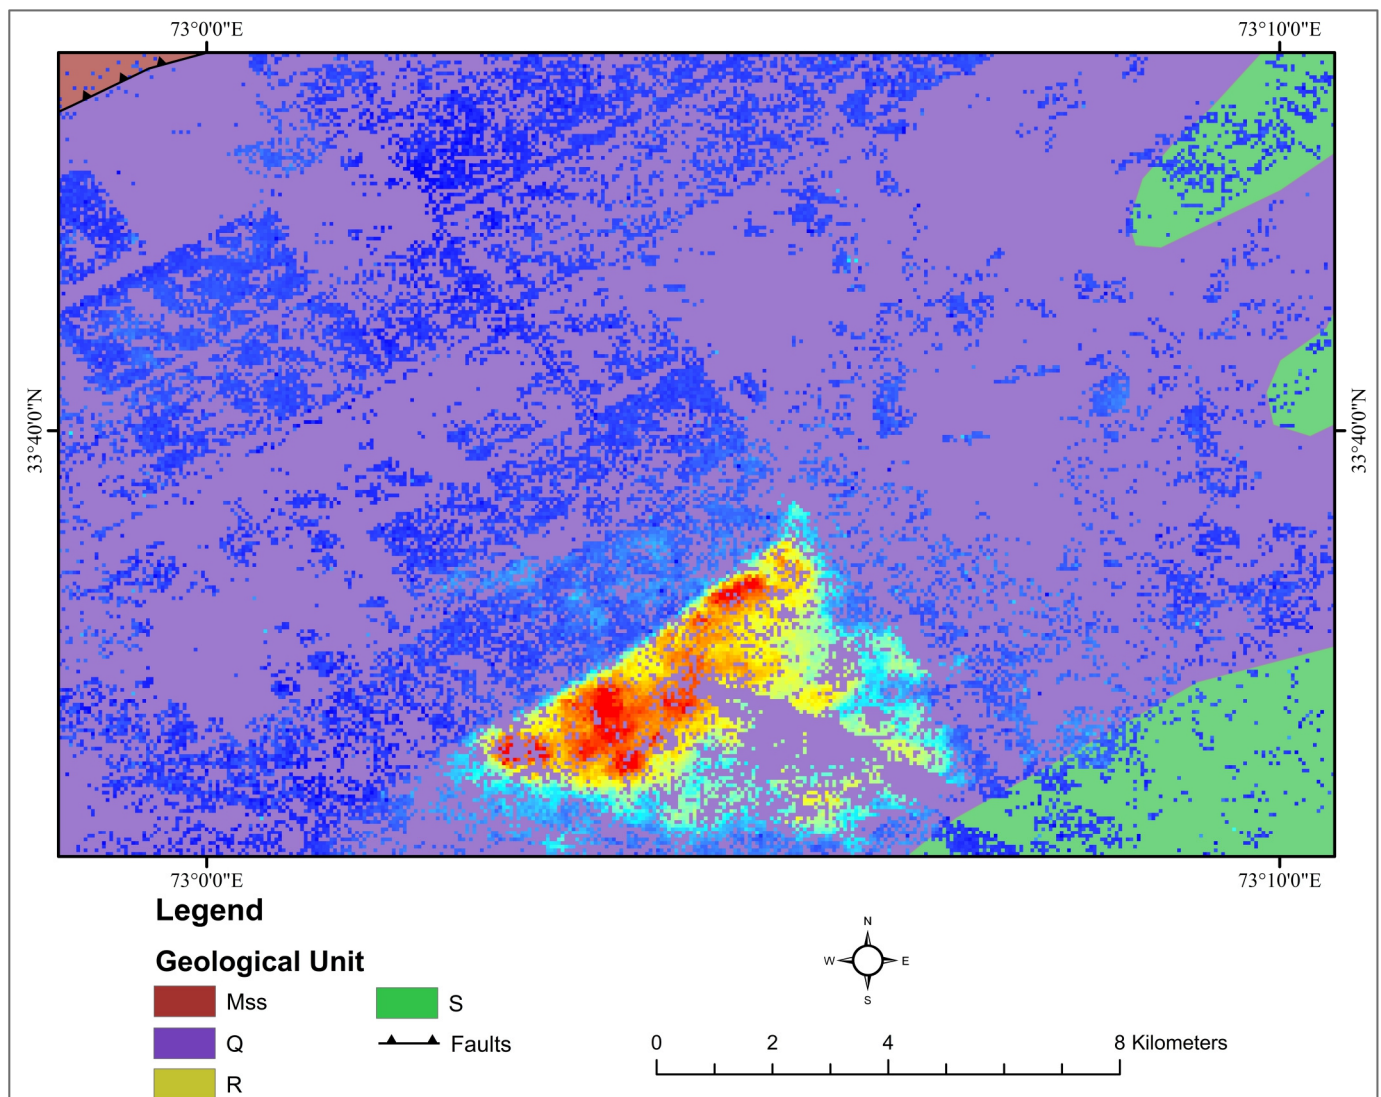 73°0'0"E 73°10'0"E
33°40'0"N 33°40'0"N
73°0'0"E 73°10'0"E
Legend
Geological Unit
Mss S
Q Faults
R
N
W E
S
0 2 4 8 Kilometers